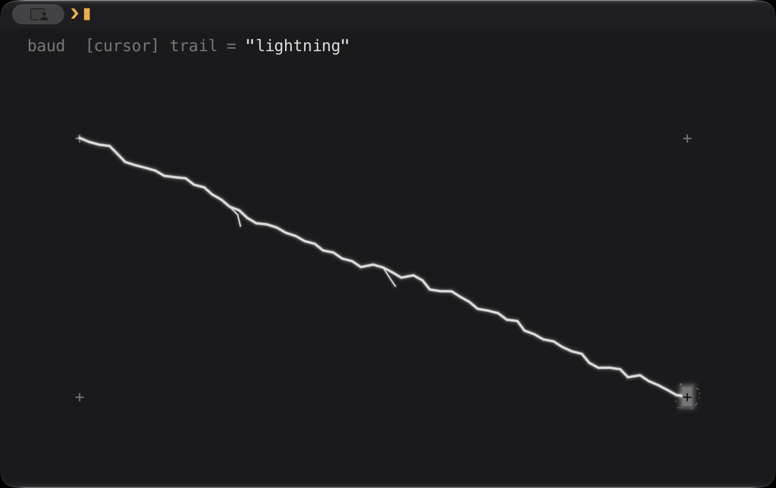 ❯
baud  [cursor] trail = "lightning"
+ +
+ +